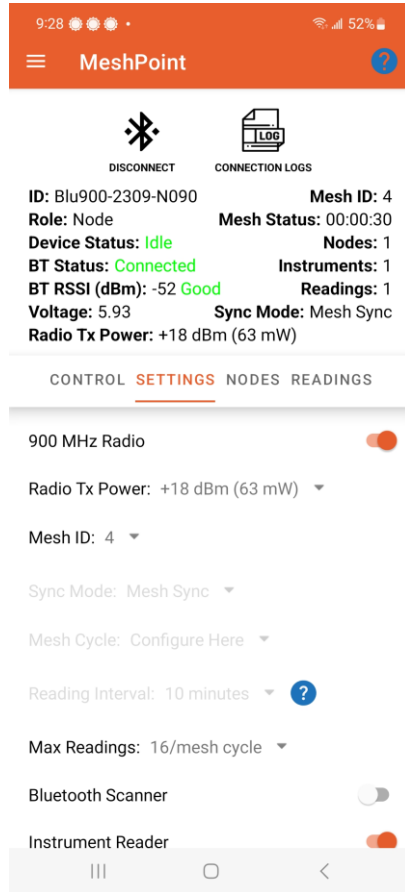 9:28 52%
MeshPoint ?
LOG
DISCONNECT CONNECTION LOGS
ID: Blu900-2309-N090 Mesh ID: 4
Role: Node Mesh Status: 00:00:30
Device Status: Idle Nodes: 1
BT Status: Connected Instruments: 1
BT RSSI (dBm): -52 Good Readings: 1
Voltage: 5.93 Sync Mode: Mesh Sync
Radio Tx Power: +18 dBm (63 mW)
CONTROL SETTINGS NODES READINGS
900 MHz Radio
Radio Tx Power: +18 dBm (63 mW)
Mesh ID: 4
Sync Mode: Mesh Sync
Mesh Cycle: Configure Here
Reading Interval: 10 minutes ?
Max Readings: 16/mesh cycle
Bluetooth Scanner
Instrument Reader